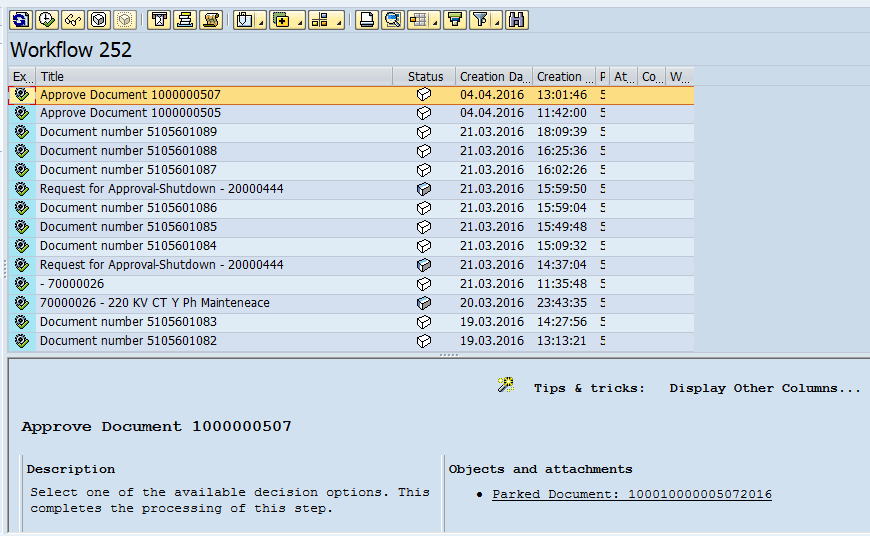 Workflow 252
Ex... Title Status Creation Da... Creation ... P At... Co... W...
Approve Document 1000000507 04.04.2016 13:01:46 5
Approve Document 1000000505 04.04.2016 11:42:00 5
Document number 5105601089 21.03.2016 18:09:39 5
Document number 5105601088 21.03.2016 16:25:36 5
Document number 5105601087 21.03.2016 16:02:26 5
Request for Approval-Shutdown - 20000444 21.03.2016 15:59:50 5
Document number 5105601086 21.03.2016 15:59:04 5
Document number 5105601085 21.03.2016 15:49:48 5
Document number 5105601084 21.03.2016 15:09:32 5
Request for Approval-Shutdown - 20000444 21.03.2016 14:37:04 5
- 70000026 21.03.2016 11:35:48 5
70000026 - 220 KV CT Y Ph Mainteneace 20.03.2016 23:43:35 5
Document number 5105601083 19.03.2016 14:27:56 5
Document number 5105601082 19.03.2016 13:13:21 5
Tips & tricks: Display Other Columns...
Approve Document 1000000507
Description
Select one of the available decision options. This
completes the processing of this step.
Objects and attachments
• Parked Document: 100010000005072016